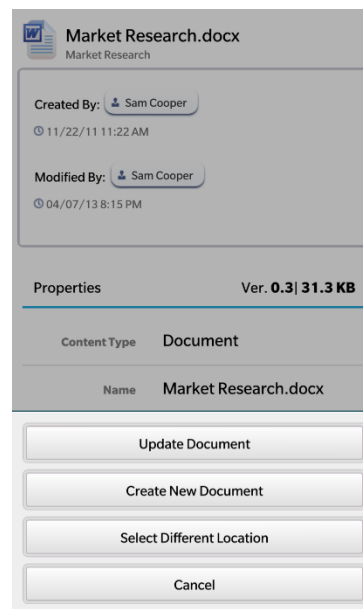 Market Research.docx
Market Research
Created By: Sam Cooper
11/22/11 11:22 AM
Modified By: Sam Cooper
04/07/13 8:15 PM
Properties Ver. 0.3| 31.3 KB
Content Type Document
Name Market Research.docx
Update Document
Create New Document
Select Different Location
Cancel